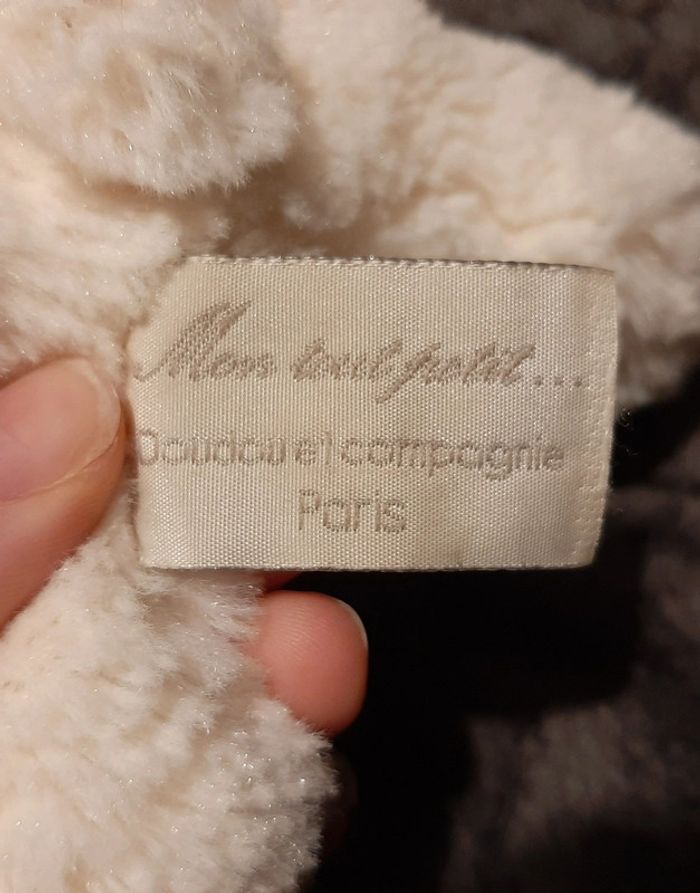 Mon tout petit...
Doudou et compagnie
Paris